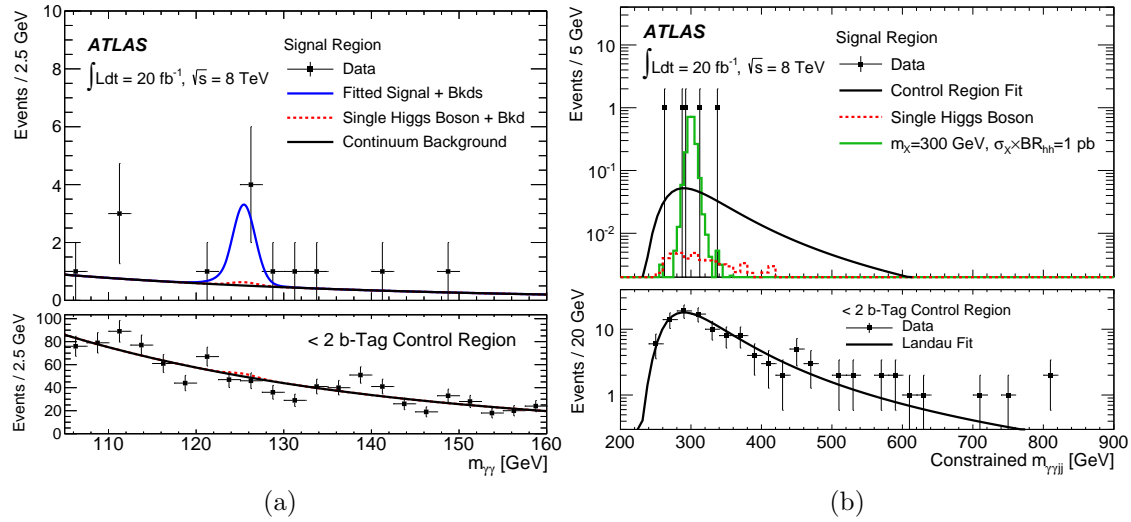 ATLAS
∫Ldt = 20 fb⁻¹, √s = 8 TeV
Signal Region
Data
Fitted Signal + Bkds
Single Higgs Boson + Bkd
Continuum Background
Events / 2.5 GeV
10
8
6
4
2
0
< 2 b-Tag Control Region
Events / 2.5 GeV
100
80
60
40
20
0
110 120 130 140 150 160
mγγ [GeV]
(a)
ATLAS
∫Ldt = 20 fb⁻¹, √s = 8 TeV
Signal Region
Data
Control Region Fit
Single Higgs Boson
mX=300 GeV, σX×BRhh=1 pb
Events / 5 GeV
10
1
10⁻¹
10⁻²
< 2 b-Tag Control Region
Data
Landau Fit
Events / 20 GeV
10
1
200 300 400 500 600 700 800 900
Constrained mγγjj [GeV]
(b)